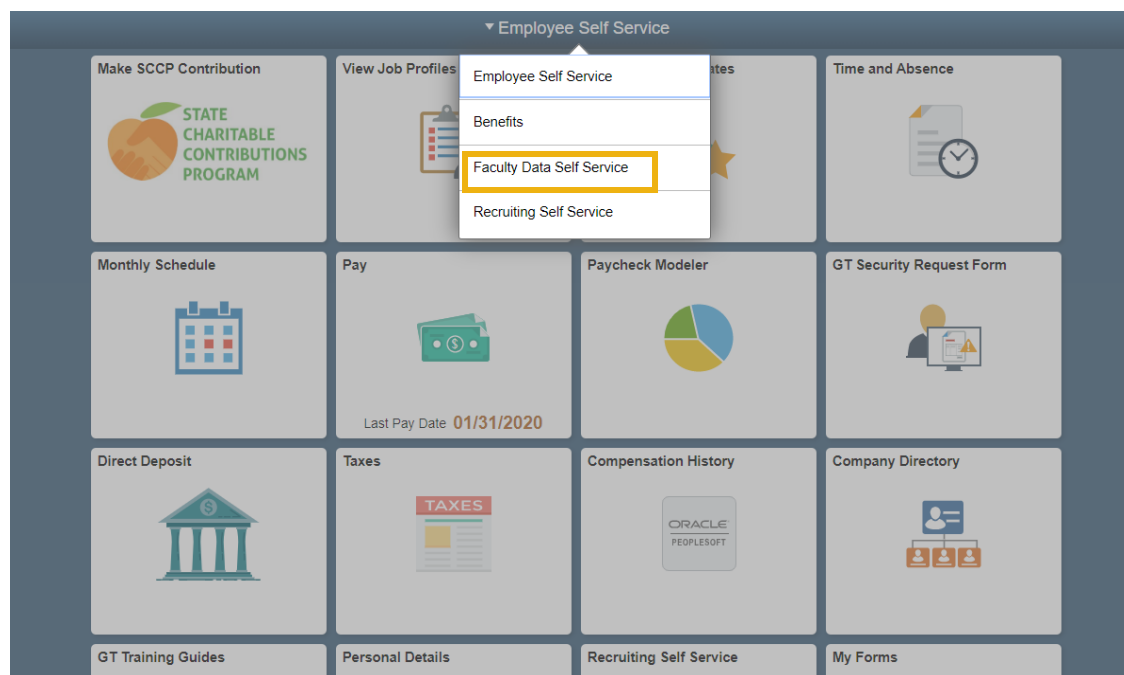 Employee Self Service
Make SCCP Contribution
View Job Profiles
Employee Self Service
Time and Absence
Benefits
Faculty Data Self Service
Recruiting Self Service
STATE
CHARITABLE
CONTRIBUTIONS
PROGRAM
Monthly Schedule
Pay
Paycheck Modeler
GT Security Request Form
Last Pay Date 01/31/2020
Direct Deposit
Taxes
Compensation History
Company Directory
TAXES
ORACLE
PEOPLESOFT
GT Training Guides
Personal Details
Recruiting Self Service
My Forms